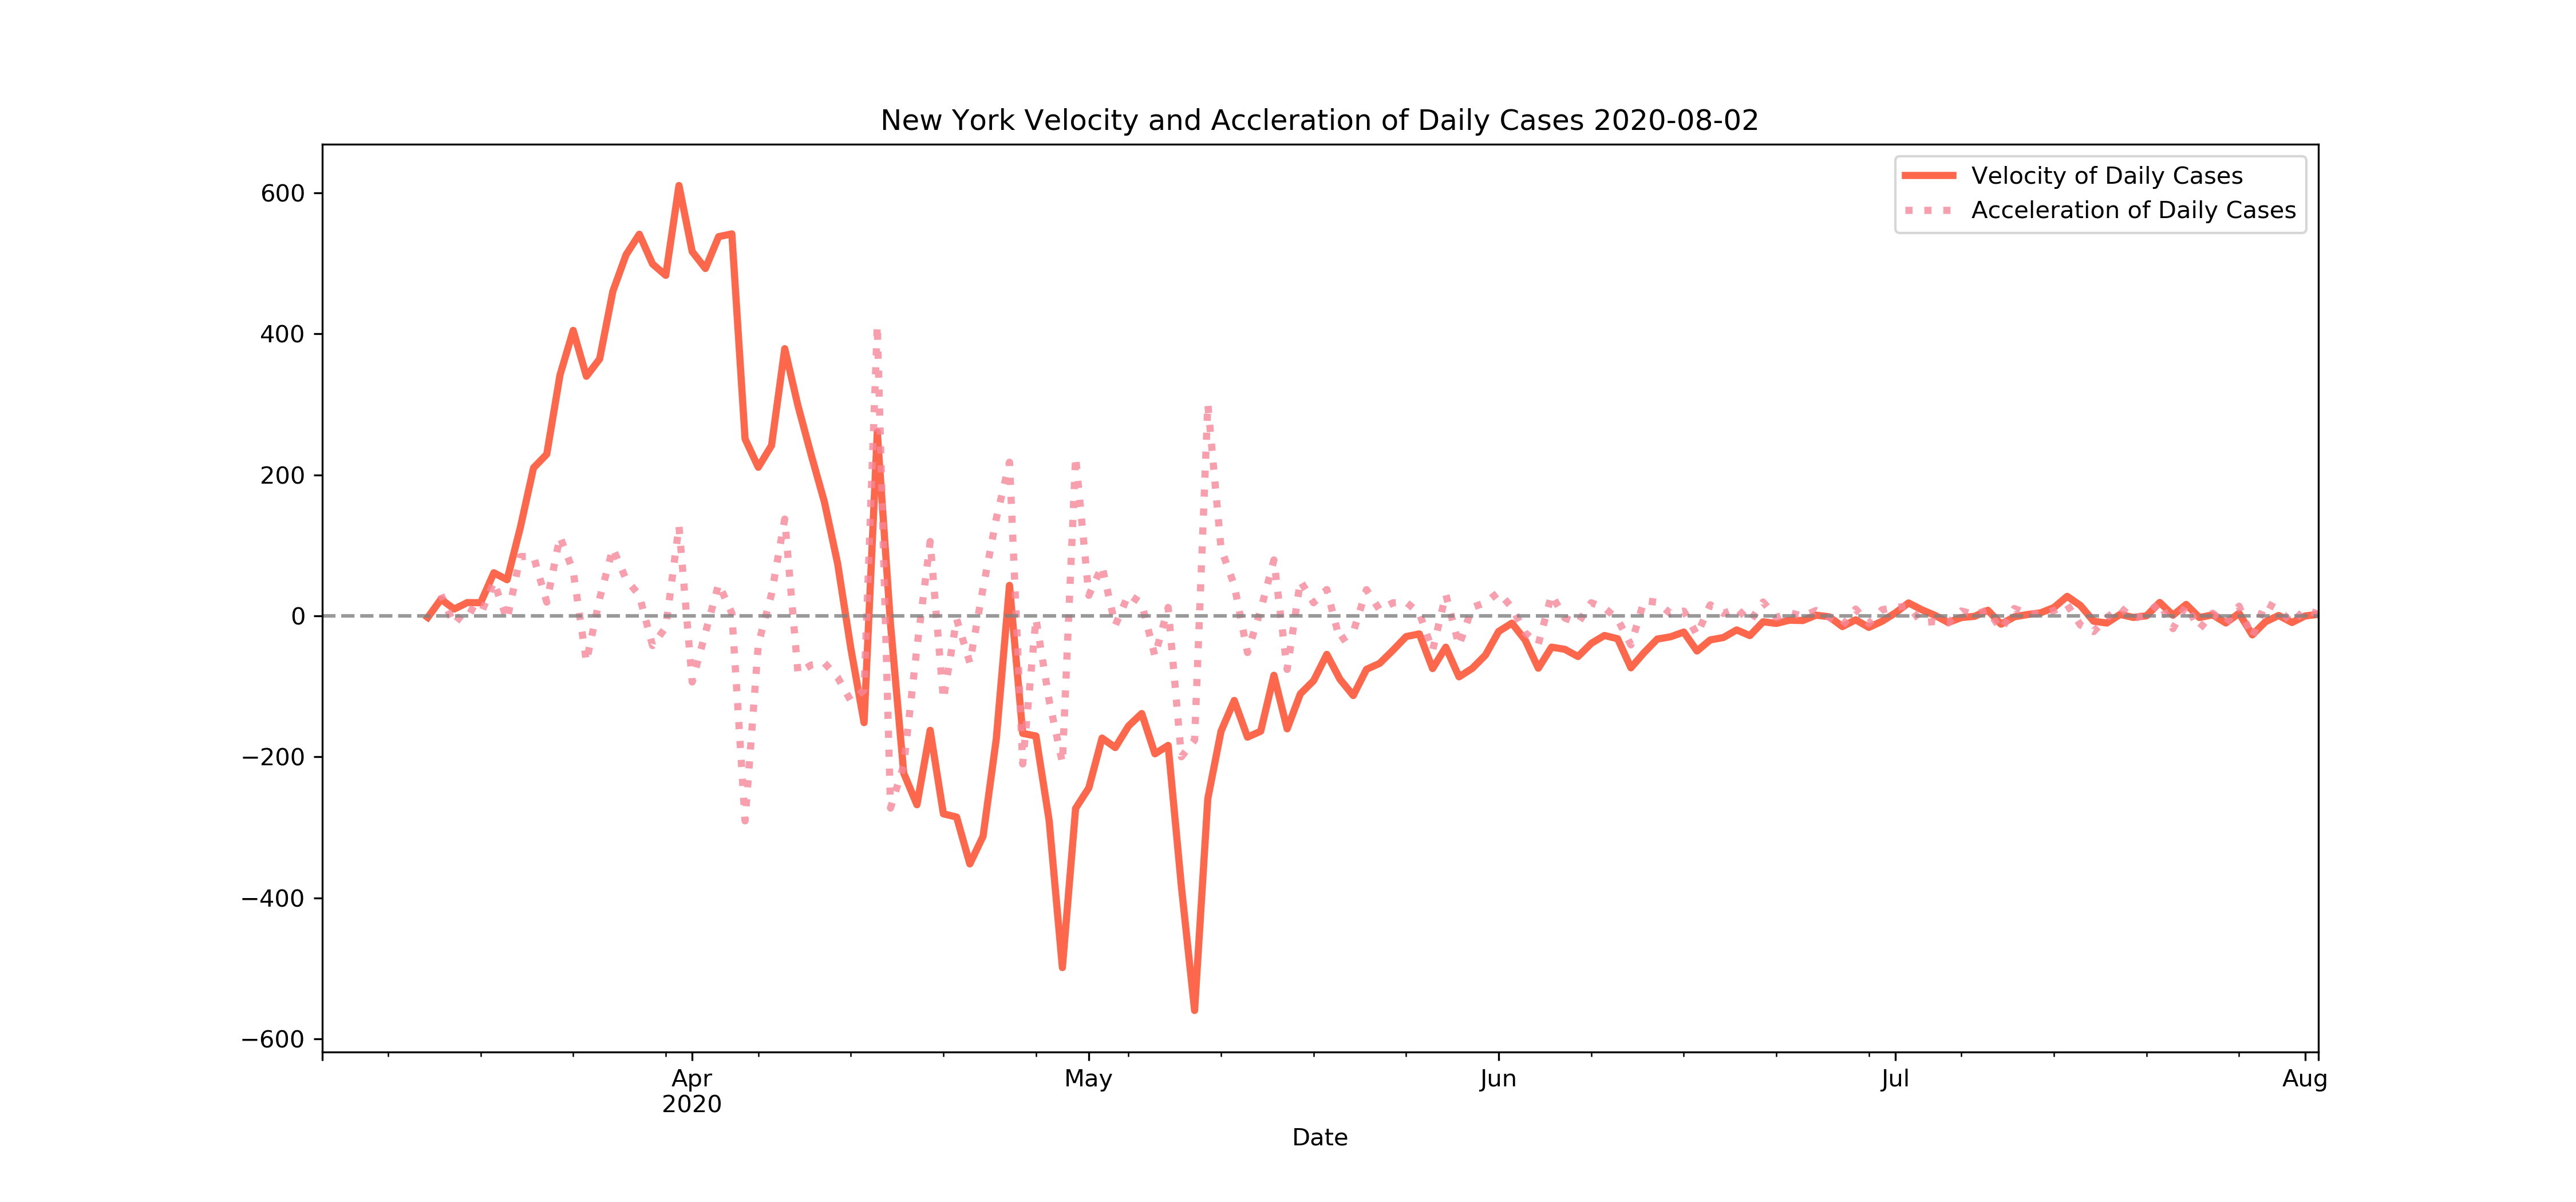 New York Velocity and Accleration of Daily Cases 2020-08-02
Velocity of Daily Cases
Acceleration of Daily Cases
600
400
200
0
−200
−400
−600
Apr
2020
May
Jun
Jul
Aug
Date